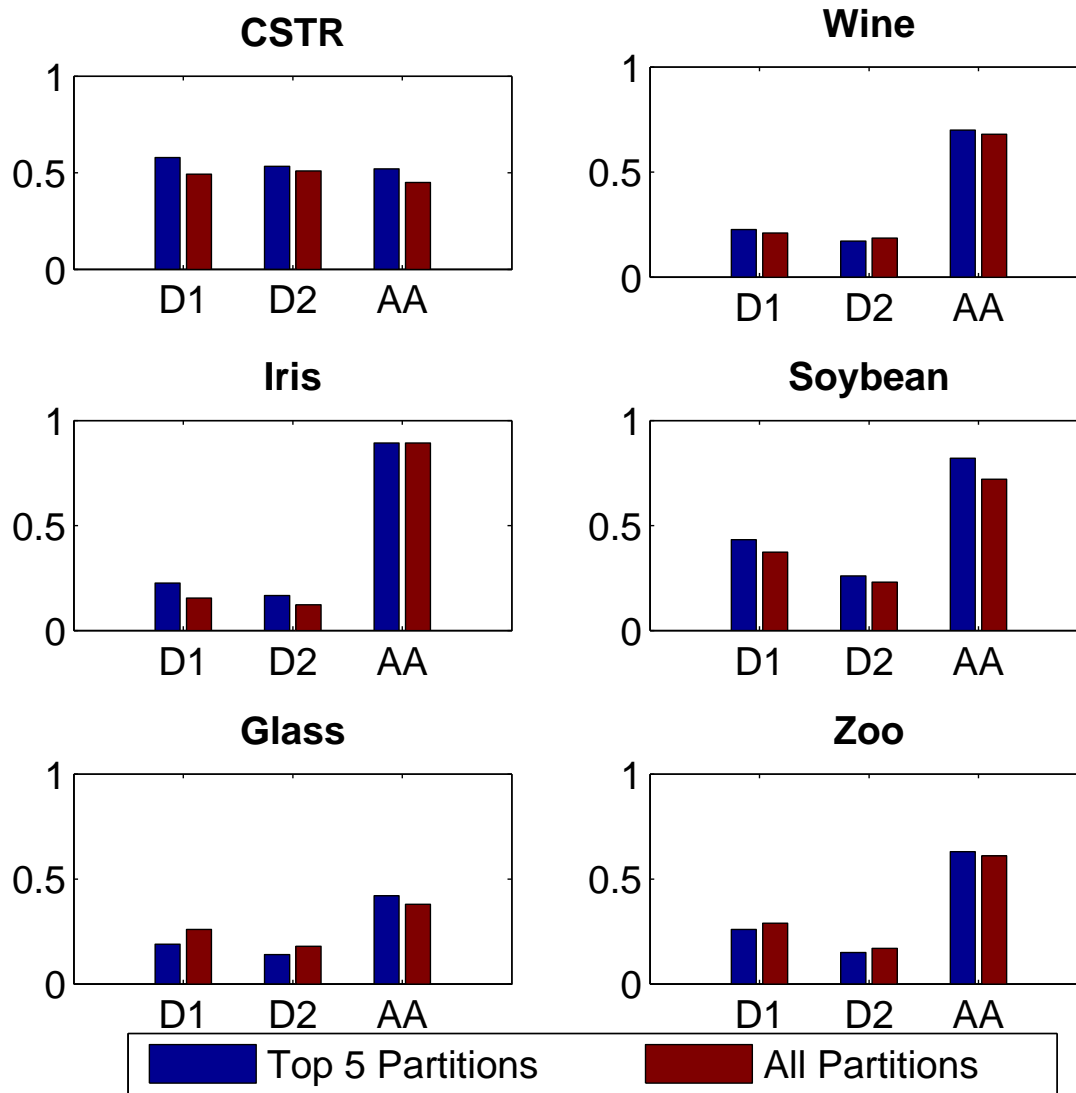 CSTR
1
0.5
0
D1 D2 AA
Wine
1
0.5
0
D1 D2 AA
Iris
1
0.5
0
D1 D2 AA
Soybean
1
0.5
0
D1 D2 AA
Glass
1
0.5
0
D1 D2 AA
Zoo
1
0.5
0
D1 D2 AA
Top 5 Partitions
All Partitions